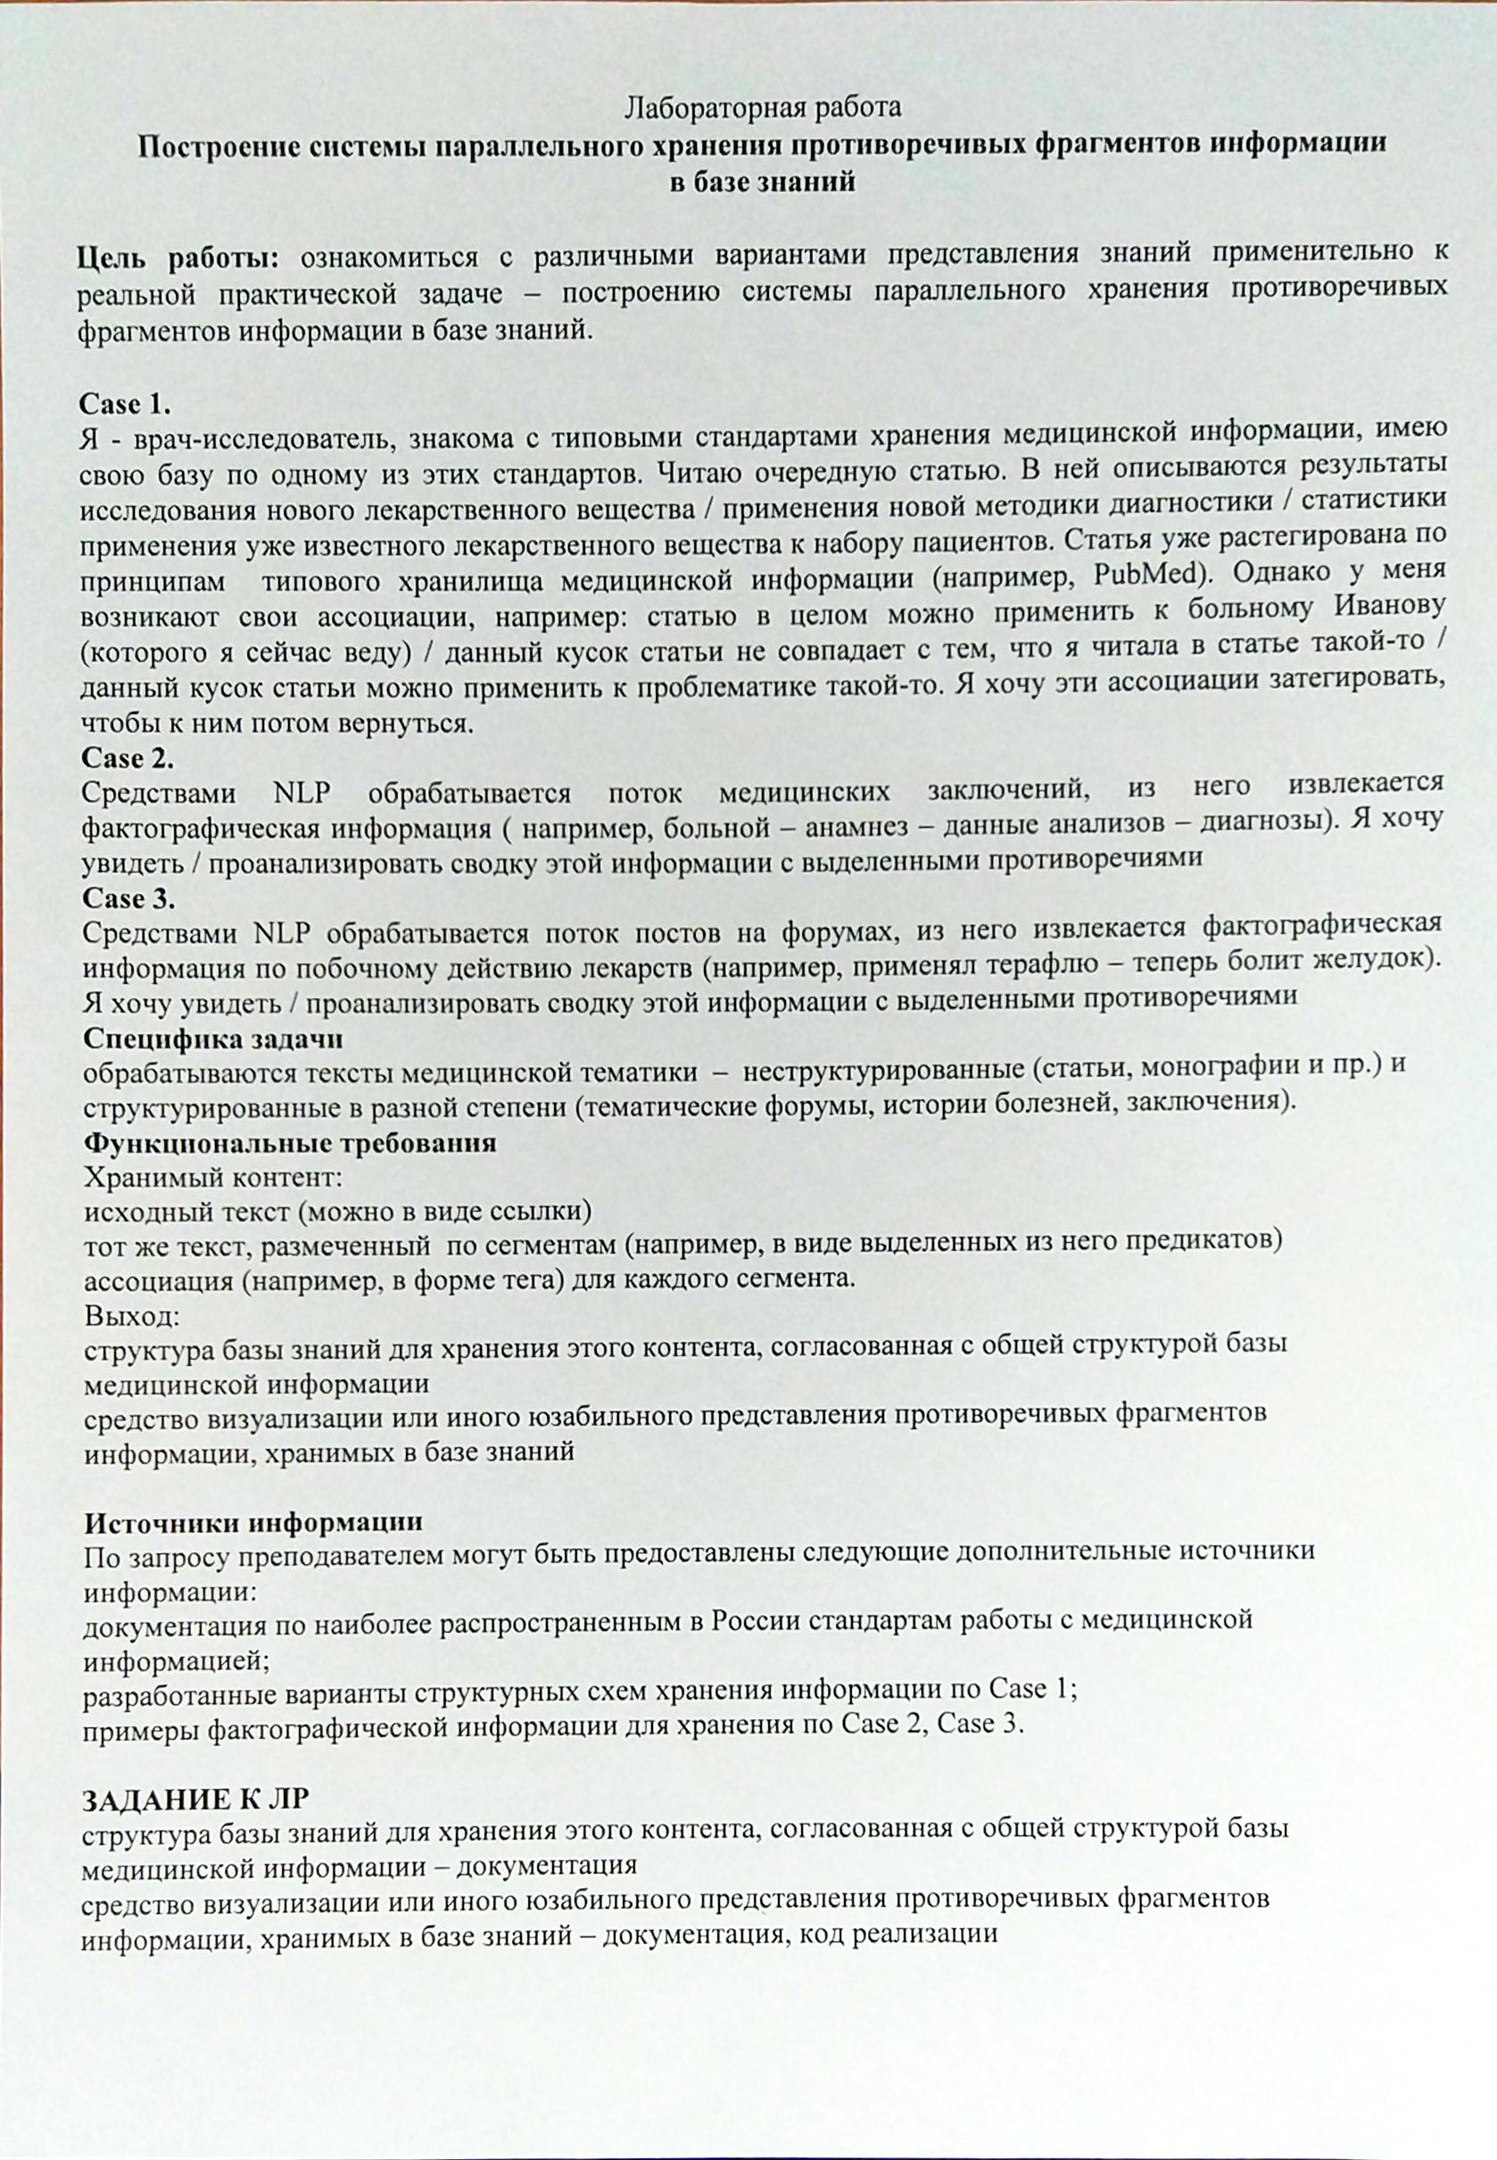 Лабораторная работа
Построение системы параллельного хранения противоречивых фрагментов информации
в базе знаний
Цель работы: ознакомиться с различными вариантами представления знаний применительно к
реальной практической задаче – построению системы параллельного хранения противоречивых
фрагментов информации в базе знаний.
Case 1.
Я - врач-исследователь, знакома с типовыми стандартами хранения медицинской информации, имею
свою базу по одному из этих стандартов. Читаю очередную статью. В ней описываются результаты
исследования нового лекарственного вещества / применения новой методики диагностики / статистики
применения уже известного лекарственного вещества к набору пациентов. Статья уже растегирована по
принципам типового хранилища медицинской информации (например, PubMed). Однако у меня
возникают свои ассоциации, например: статью в целом можно применить к больному Иванову
(которого я сейчас веду) / данный кусок статьи не совпадает с тем, что я читала в статье такой-то /
данный кусок статьи можно применить к проблематике такой-то. Я хочу эти ассоциации затегировать,
чтобы к ним потом вернуться.
Case 2.
Средствами NLP обрабатывается поток медицинских заключений, из него извлекается
фактографическая информация ( например, больной – анамнез – данные анализов – диагнозы). Я хочу
увидеть / проанализировать сводку этой информации с выделенными противоречиями
Case 3.
Средствами NLP обрабатывается поток постов на форумах, из него извлекается фактографическая
информация по побочному действию лекарств (например, применял терафлю – теперь болит желудок).
Я хочу увидеть / проанализировать сводку этой информации с выделенными противоречиями
Специфика задачи
обрабатываются тексты медицинской тематики – неструктурированные (статьи, монографии и пр.) и
структурированные в разной степени (тематические форумы, истории болезней, заключения).
Функциональные требования
Хранимый контент:
исходный текст (можно в виде ссылки)
тот же текст, размеченный по сегментам (например, в виде выделенных из него предикатов)
ассоциация (например, в форме тега) для каждого сегмента.
Выход:
структура базы знаний для хранения этого контента, согласованная с общей структурой базы
медицинской информации
средство визуализации или иного юзабильного представления противоречивых фрагментов
информации, хранимых в базе знаний
Источники информации
По запросу преподавателем могут быть предоставлены следующие дополнительные источники
информации:
документация по наиболее распространенным в России стандартам работы с медицинской
информацией;
разработанные варианты структурных схем хранения информации по Case 1;
примеры фактографической информации для хранения по Case 2, Case 3.
ЗАДАНИЕ К ЛР
структура базы знаний для хранения этого контента, согласованная с общей структурой базы
медицинской информации – документация
средство визуализации или иного юзабильного представления противоречивых фрагментов
информации, хранимых в базе знаний – документация, код реализации